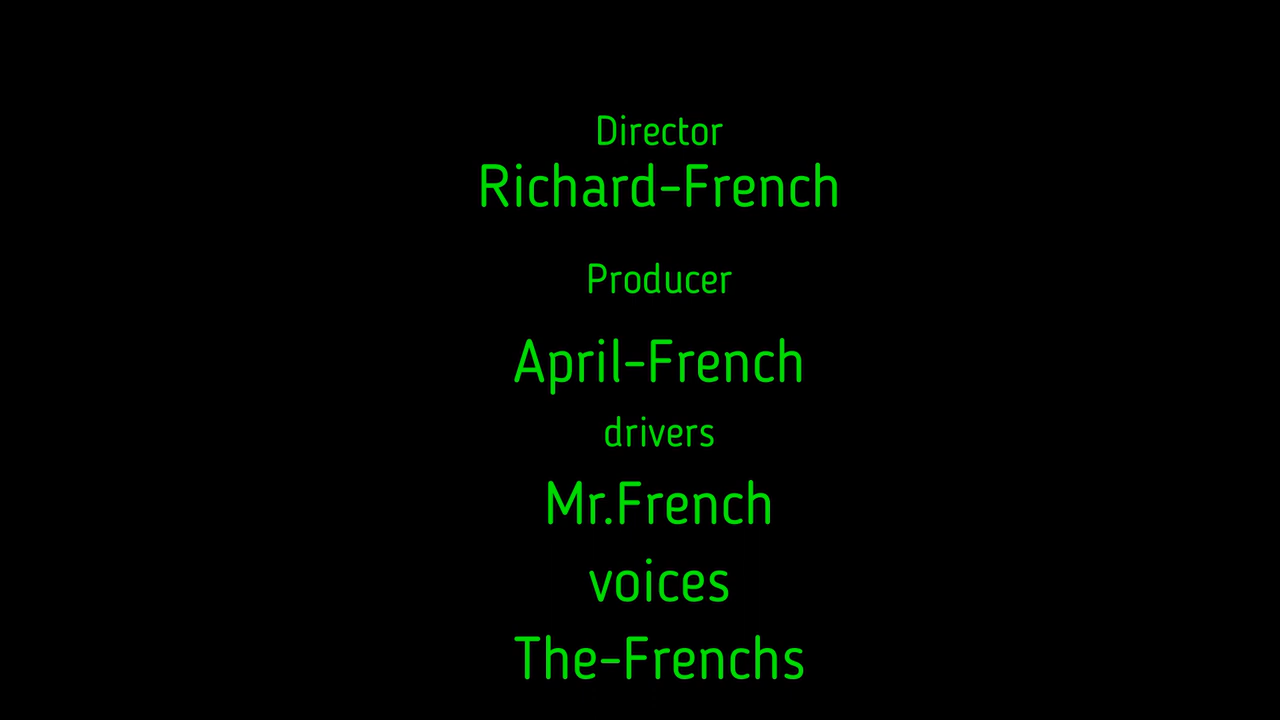 Director
Richard-French
Producer
April-French
drivers
Mr.French
voices
The-Frenchs